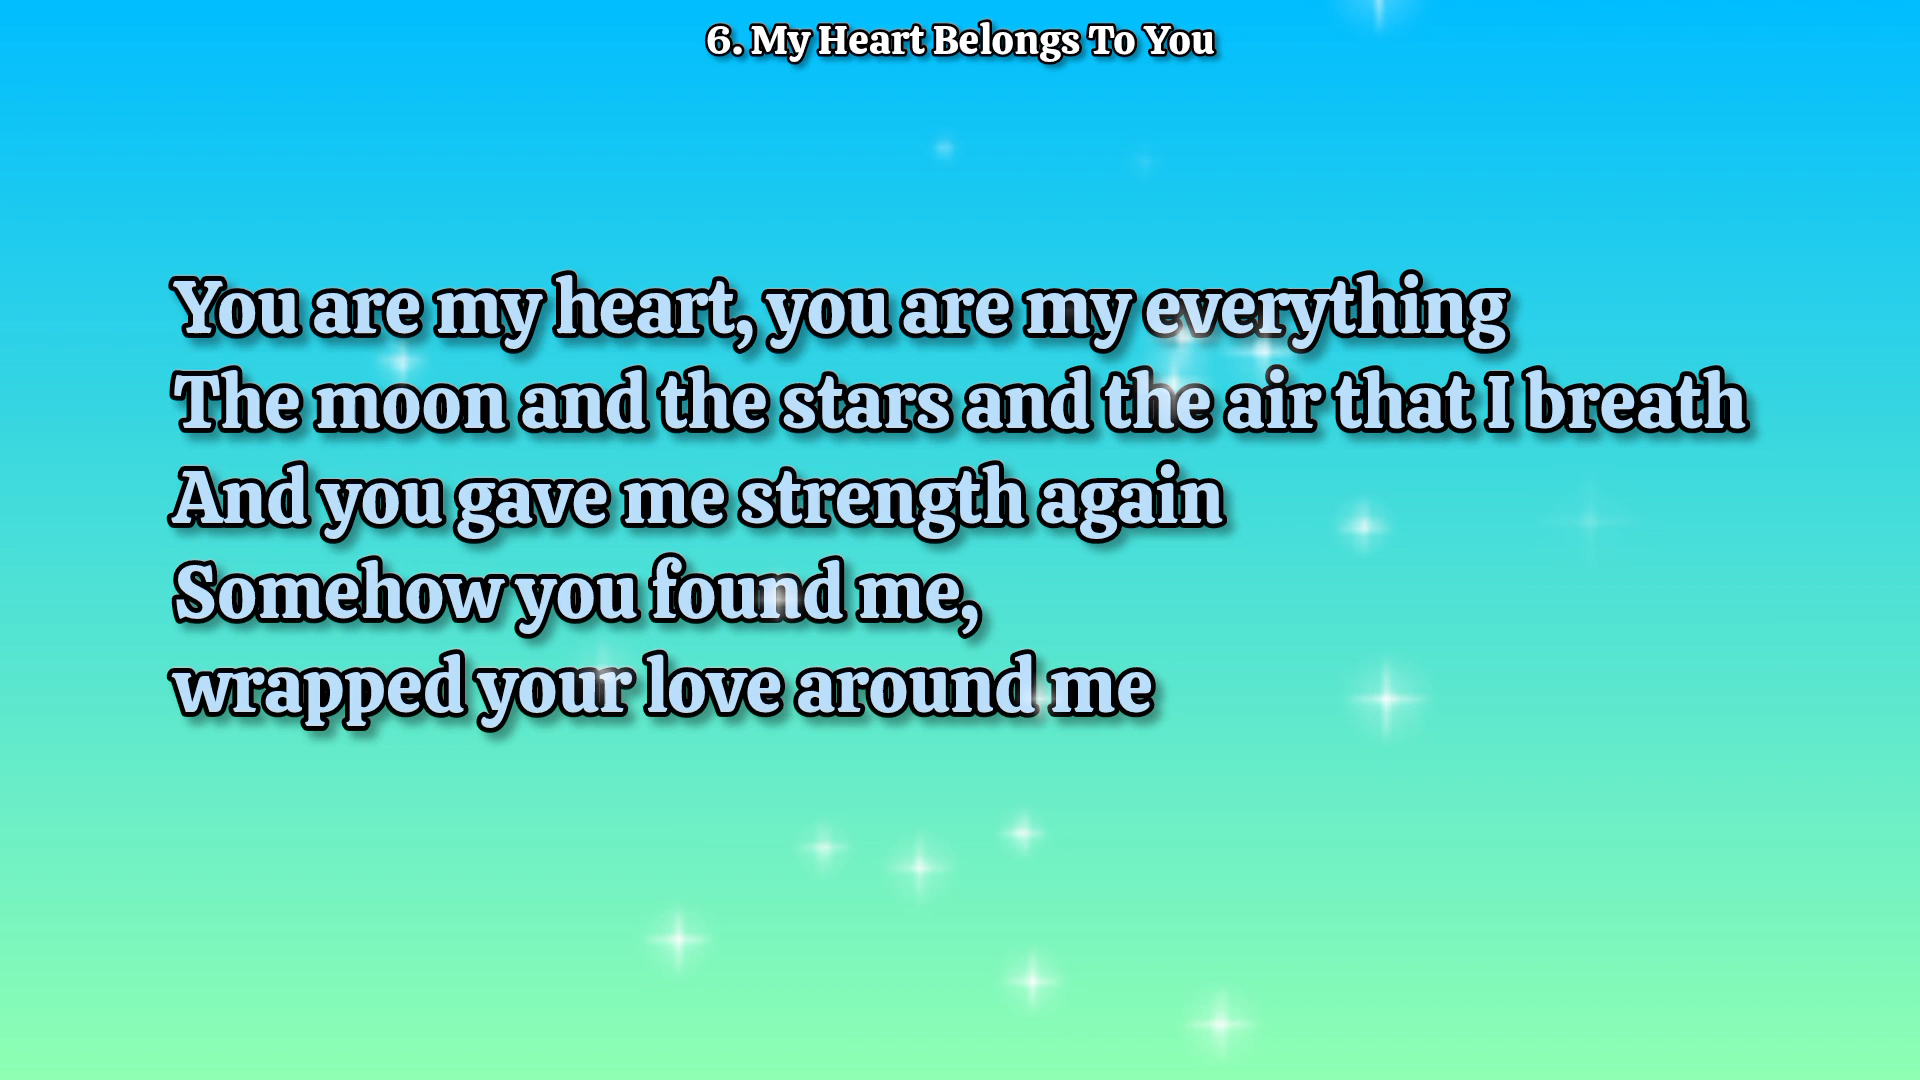 6. My Heart Belongs To You
You are my heart, you are my everything
The moon and the stars and the air that I breath
And you gave me strength again
Somehow you found me,
wrapped your love around me